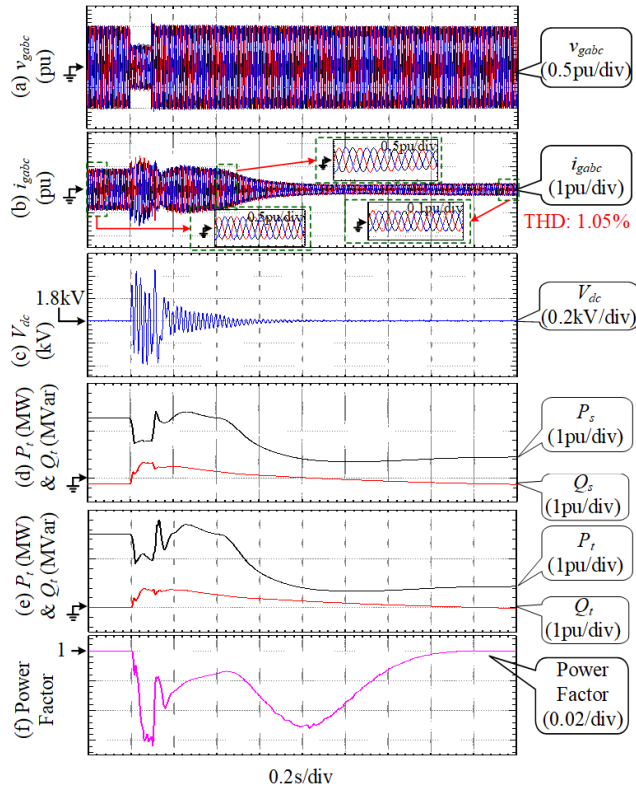 (a) v_gabc
(pu)
v_gabc
(0.5pu/div)
(b) i_gabc
(pu)
0.5pu/div
0.5pu/div
0.1pu/div
i_gabc
(1pu/div)
THD: 1.05%
(c) V_dc
(kV)
1.8kV
V_dc
(0.2kV/div)
(d) P_t (MW)
& Q_t (MVar)
P_s
(1pu/div)
Q_s
(1pu/div)
(e) P_t (MW)
& Q_t (MVar)
P_t
(1pu/div)
Q_t
(1pu/div)
(f) Power
Factor
1
Power
Factor
(0.02/div)
0.2s/div